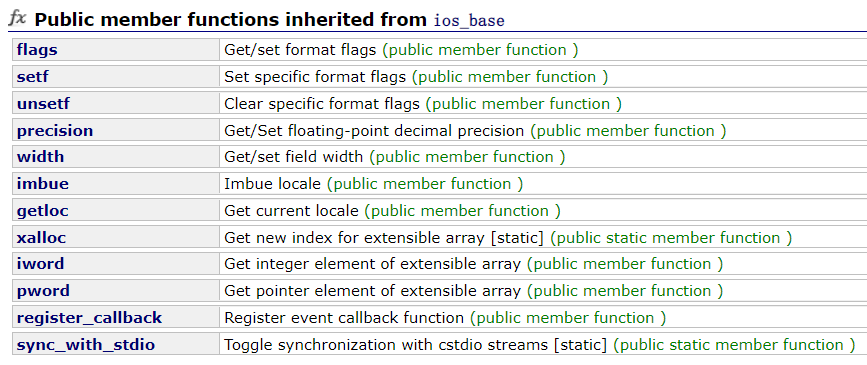 fx Public member functions inherited from ios_base
flags Get/set format flags (public member function )
setf Set specific format flags (public member function )
unsetf Clear specific format flags (public member function )
precision Get/Set floating-point decimal precision (public member function )
width Get/set field width (public member function )
imbue Imbue locale (public member function )
getloc Get current locale (public member function )
xalloc Get new index for extensible array [static] (public static member function )
iword Get integer element of extensible array (public member function )
pword Get pointer element of extensible array (public member function )
register_callback Register event callback function (public member function )
sync_with_stdio Toggle synchronization with cstdio streams [static] (public static member function )